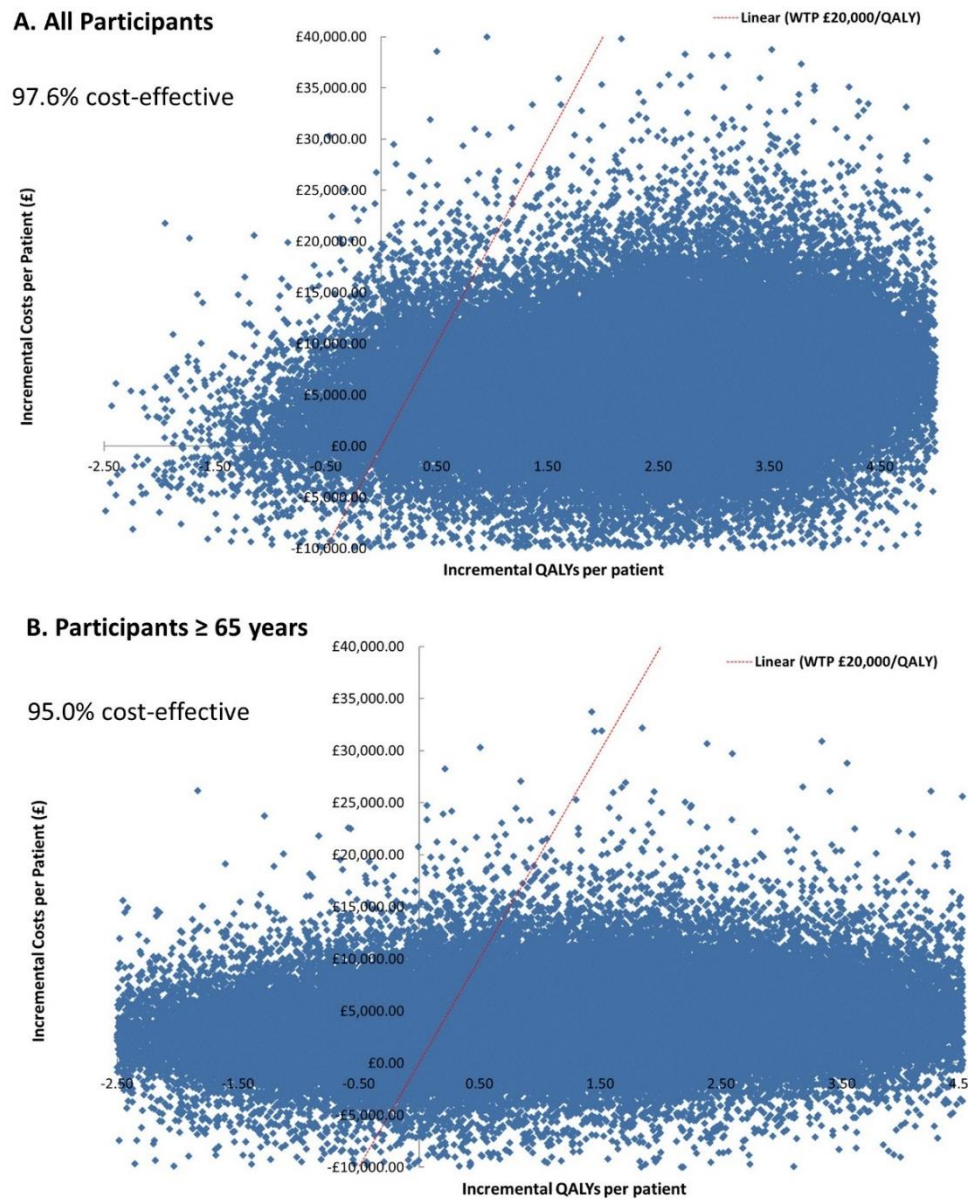 A. All Participants
Linear (WTP £20,000/QALY)
97.6% cost-effective
£40,000.00
£35,000.00
£30,000.00
£25,000.00
£20,000.00
£15,000.00
£10,000.00
£5,000.00
£0.00
-£5,000.00
-£10,000.00
Incremental Costs per Patient (£)
-2.50 -1.50 -0.50 0.50 1.50 2.50 3.50 4.50
Incremental QALYs per patient
B. Participants ≥ 65 years
Linear (WTP £20,000/QALY)
95.0% cost-effective
£40,000.00
£35,000.00
£30,000.00
£25,000.00
£20,000.00
£15,000.00
£10,000.00
£5,000.00
£0.00
-£5,000.00
-£10,000.00
Incremental Costs per Patient (£)
-2.50 -1.50 -0.50 0.50 1.50 2.50 3.50 4.5
Incremental QALYs per patient